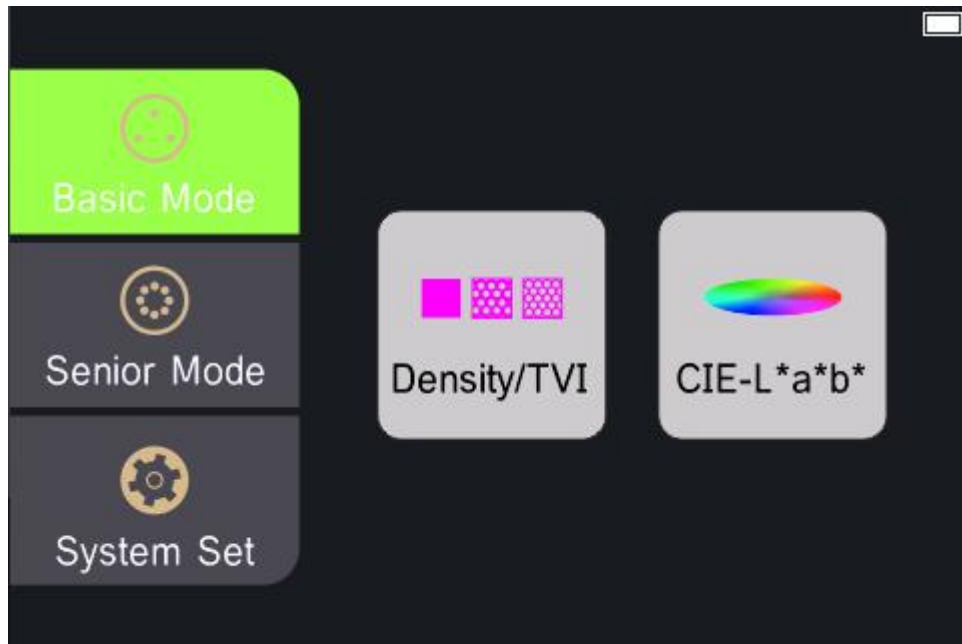 Basic Mode
Senior Mode
System Set
Density/TVI
CIE-L*a*b*